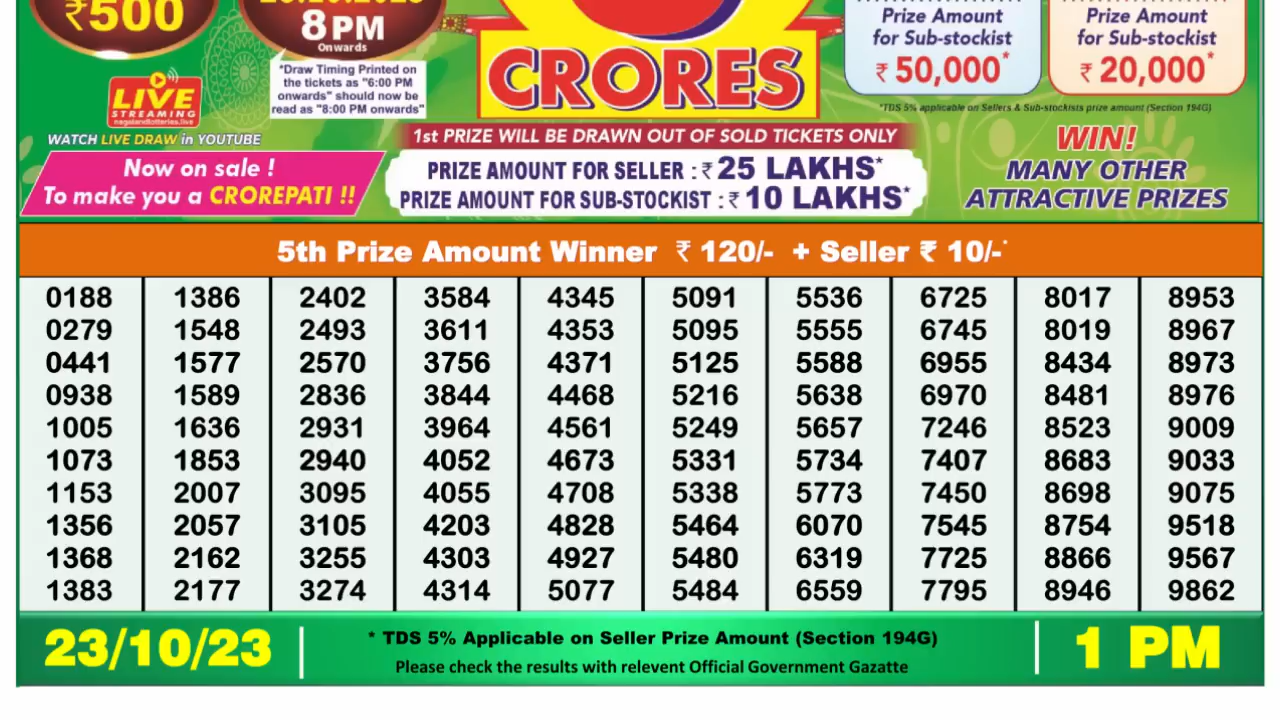 ₹500
8 PM
Onwards
*Draw Timing Printed on
the tickets as "6:00 PM
onwards" should now be
read as "8:00 PM onwards"
LIVE
STREAMING
nagalandlotteries.live
WATCH LIVE DRAW in YOUTUBE
Now on sale !
To make you a CROREPATI !!
CRORES
1st PRIZE WILL BE DRAWN OUT OF SOLD TICKETS ONLY
PRIZE AMOUNT FOR SELLER : ₹ 25 LAKHS*
PRIZE AMOUNT FOR SUB-STOCKIST : ₹ 10 LAKHS*
Prize Amount
for Sub-stockist
₹ 50,000*
Prize Amount
for Sub-stockist
₹ 20,000*
*TDS 5% applicable on Sellers & Sub-stockists prize amount (Section 194G)
WIN!
MANY OTHER
ATTRACTIVE PRIZES
5th Prize Amount Winner ₹ 120/- + Seller ₹ 10/-*
0188 1386 2402 3584 4345 5091 5536 6725 8017 8953
0279 1548 2493 3611 4353 5095 5555 6745 8019 8967
0441 1577 2570 3756 4371 5125 5588 6955 8434 8973
0938 1589 2836 3844 4468 5216 5638 6970 8481 8976
1005 1636 2931 3964 4561 5249 5657 7246 8523 9009
1073 1853 2940 4052 4673 5331 5734 7407 8683 9033
1153 2007 3095 4055 4708 5338 5773 7450 8698 9075
1356 2057 3105 4203 4828 5464 6070 7545 8754 9518
1368 2162 3255 4303 4927 5480 6319 7725 8866 9567
1383 2177 3274 4314 5077 5484 6559 7795 8946 9862
23/10/23
* TDS 5% Applicable on Seller Prize Amount (Section 194G)
Please check the results with relevent Official Government Gazatte
1 PM